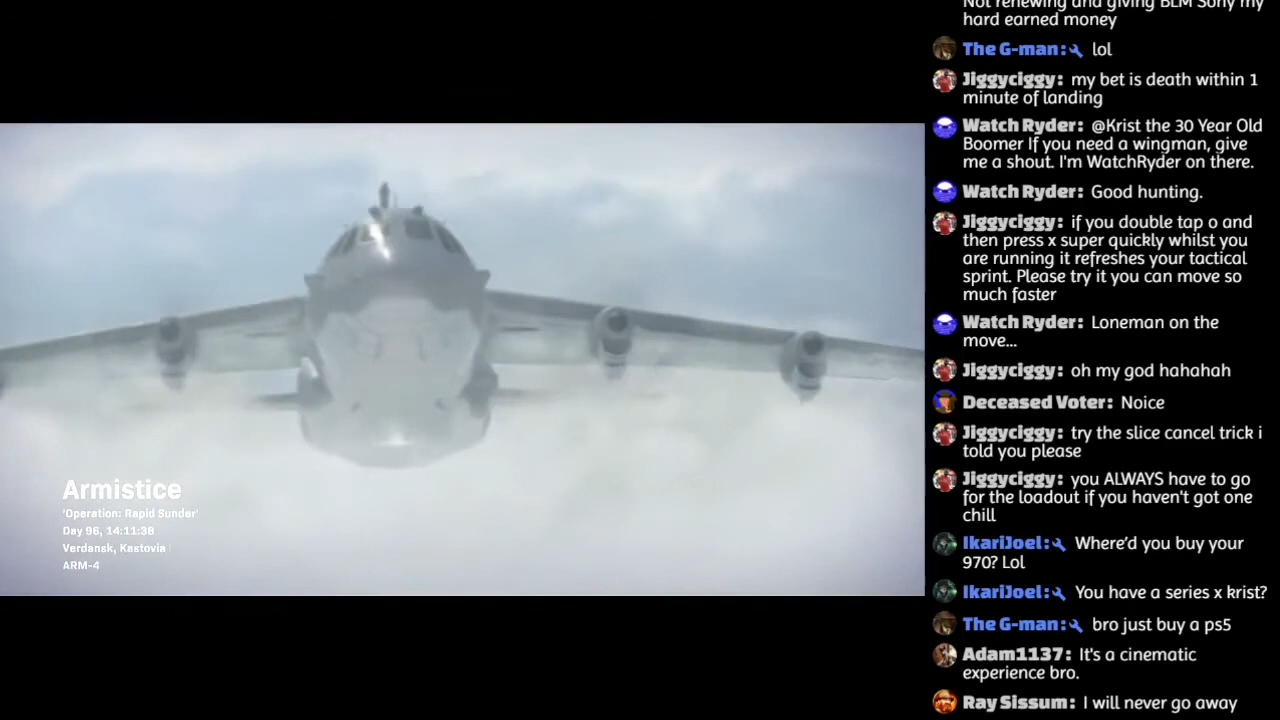 Armistice
'Operation: Rapid Sunder'
Day 96, 14:11:38
Verdansk, Kastovia
ARM-4
Not renewing and giving BLM Sony my
hard earned money
The G-man: lol
Jiggyciggy: my bet is death within 1
minute of landing
Watch Ryder: @Krist the 30 Year Old
Boomer If you need a wingman, give
me a shout. I'm WatchRyder on there.
Watch Ryder: Good hunting.
Jiggyciggy: if you double tap o and
then press x super quickly whilst you
are running it refreshes your tactical
sprint. Please try it you can move so
much faster
Watch Ryder: Loneman on the
move...
Jiggyciggy: oh my god hahahah
Deceased Voter: Noice
Jiggyciggy: try the slice cancel trick i
told you please
Jiggyciggy: you ALWAYS have to go
for the loadout if you haven't got one
chill
IkariJoel: Where'd you buy your
970? Lol
IkariJoel: You have a series x krist?
The G-man: bro just buy a ps5
Adam1137: It's a cinematic
experience bro.
Ray Sissum: I will never go away